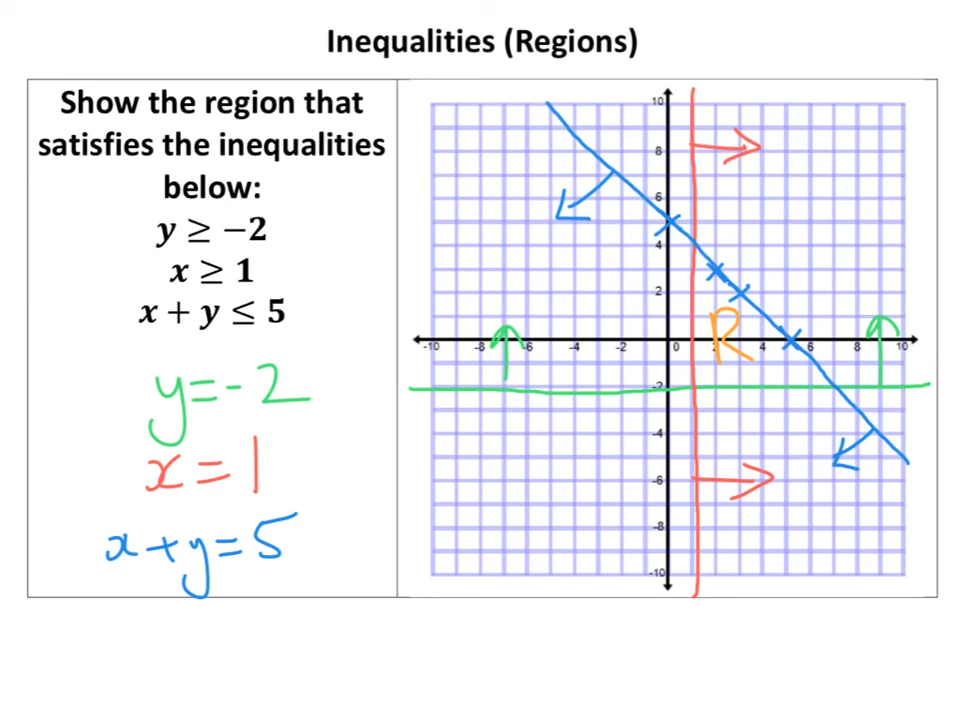 Inequalities (Regions)
Show the region that
satisfies the inequalities
below:
y ≥ −2
x ≥ 1
x + y ≤ 5
y = - 2
x = 1
x + y = 5
10
8
6
4
2
-10 -8 -6 -4 -2 0 2 4 6 8 10
R
-2
-4
-6
-8
-10